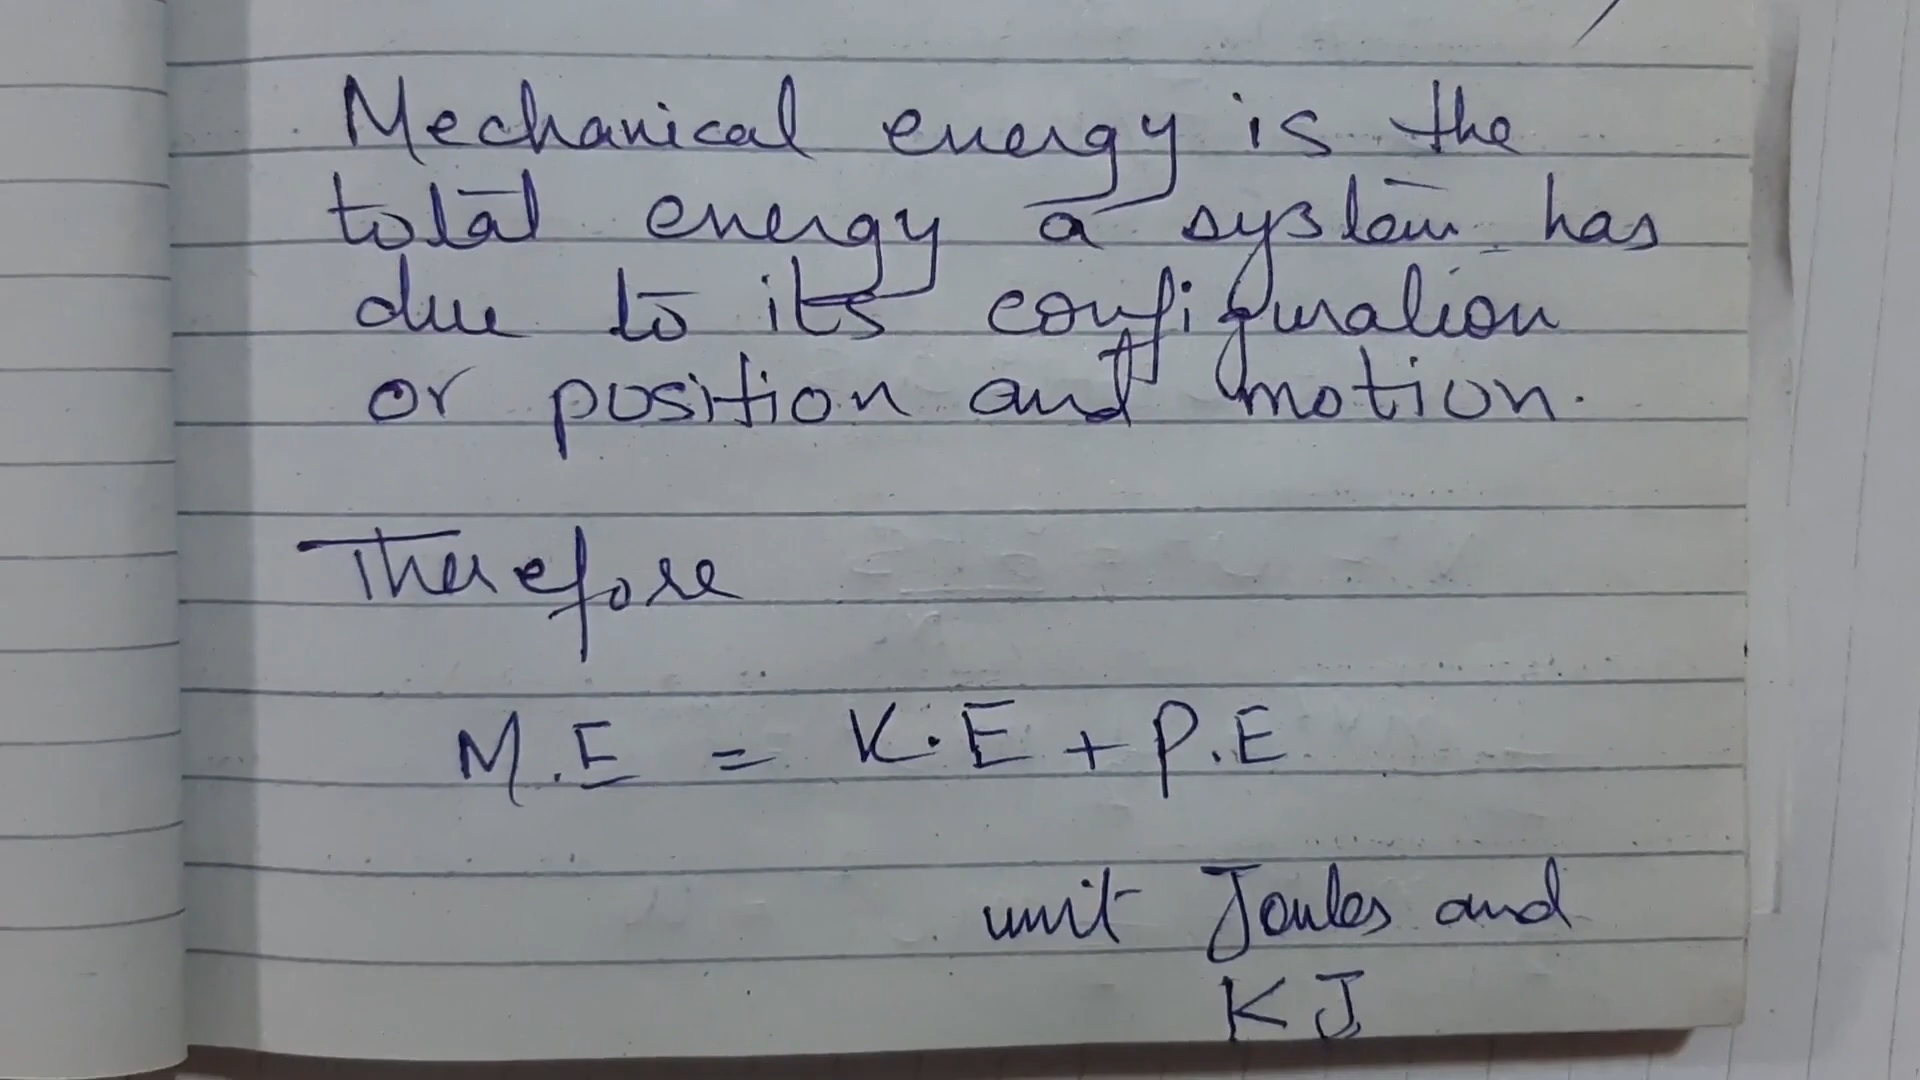 Mechanical energy is the
total energy a system has
due to its configuration
or position and motion.
Therefore
M.E = K.E + P.E
unit Joules and
KJ